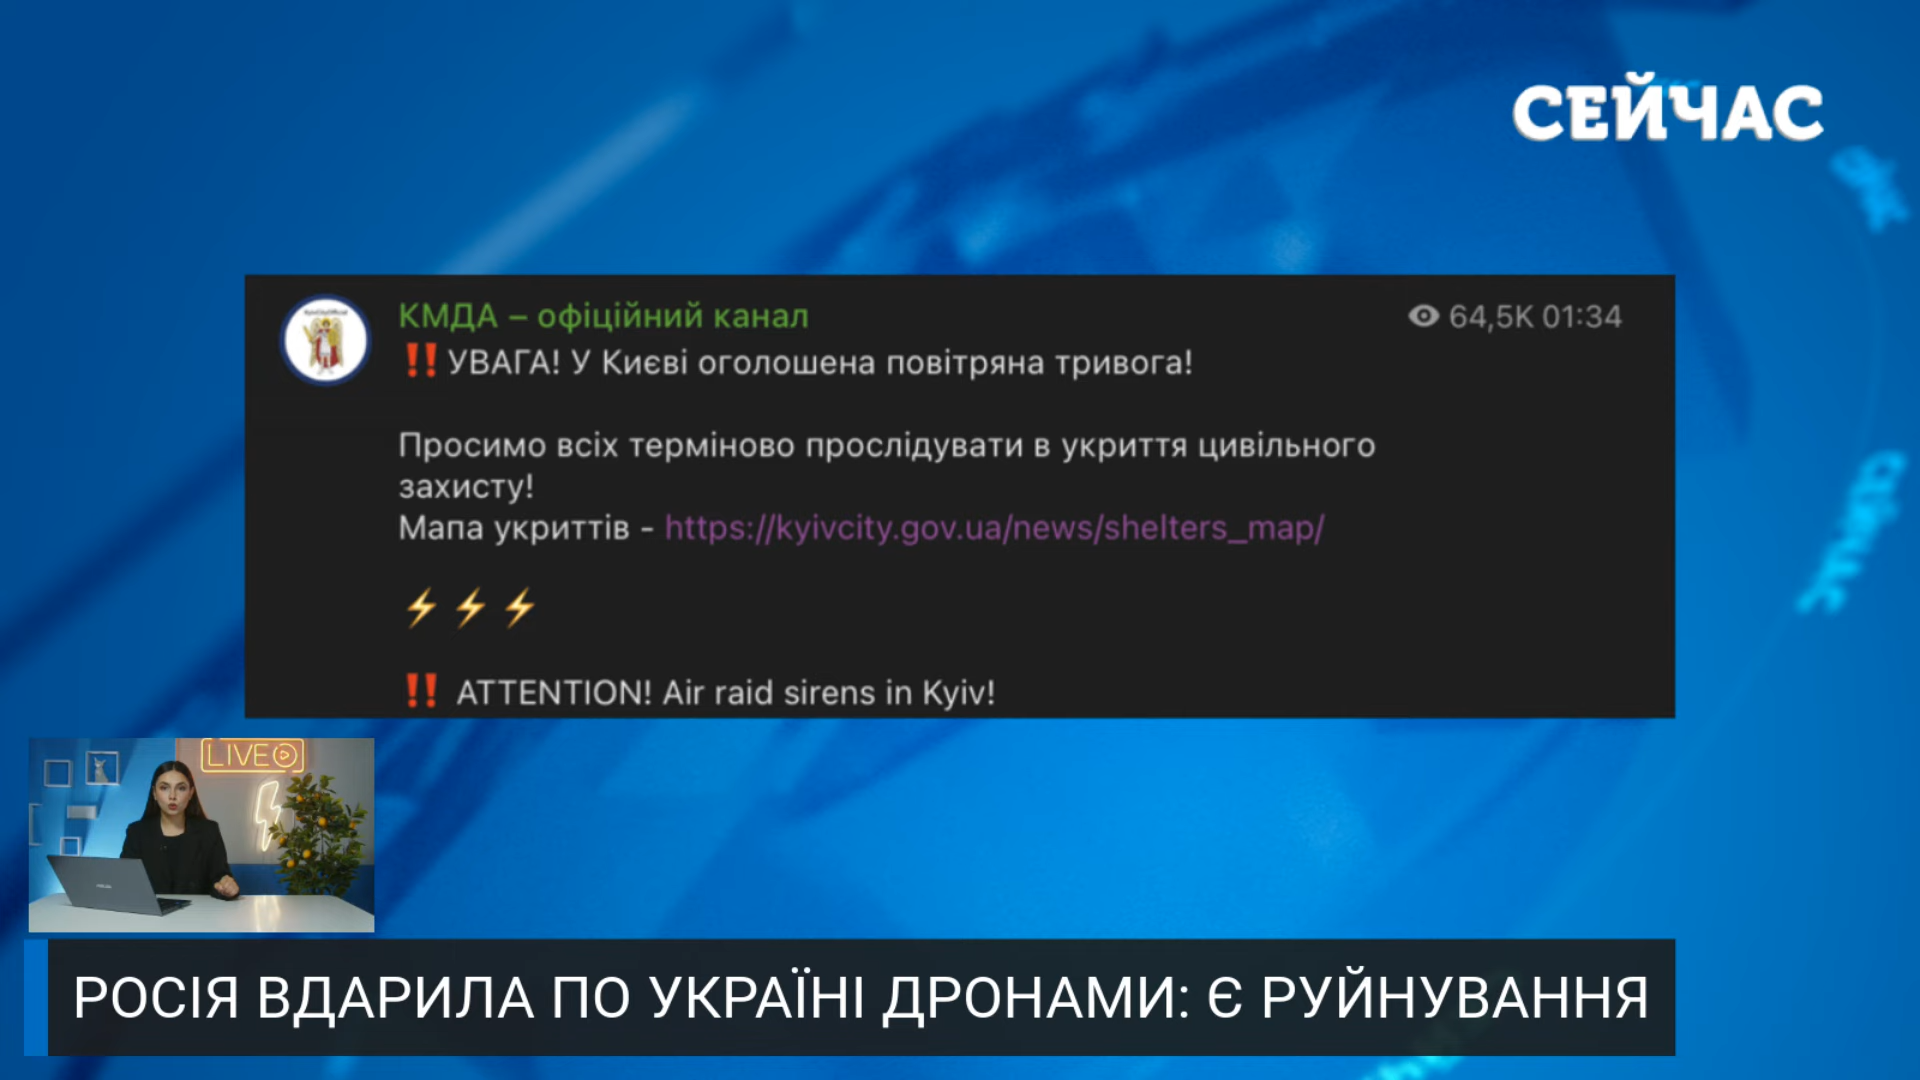 СЕЙЧАС
КМДА – офіційний канал
64,5K 01:34
‼️УВАГА! У Києві оголошена повітряна тривога!
Просимо всіх терміново прослідувати в укриття цивільного
захисту!
Мапа укриттів - https://kyivcity.gov.ua/news/shelters_map/
⚡⚡⚡
‼️ ATTENTION! Air raid sirens in Kyiv!
LIVE
РОСІЯ ВДАРИЛА ПО УКРАЇНІ ДРОНАМИ: Є РУЙНУВАННЯ